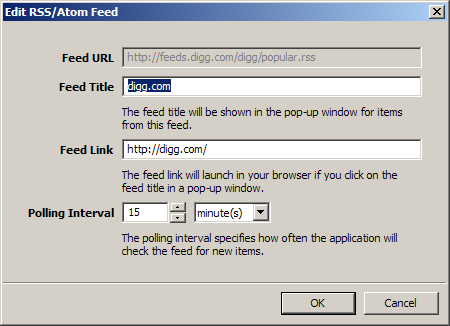 Edit RSS/Atom Feed
Feed URL http://feeds.digg.com/digg/popular.rss
Feed Title digg.com
The feed title will be shown in the pop-up window for items
from this feed.
Feed Link http://digg.com/
The feed link will launch in your browser if you click on the
feed title in a pop-up window.
Polling Interval 15 minute(s)
The polling interval specifies how often the application will
check the feed for new items.
OK Cancel